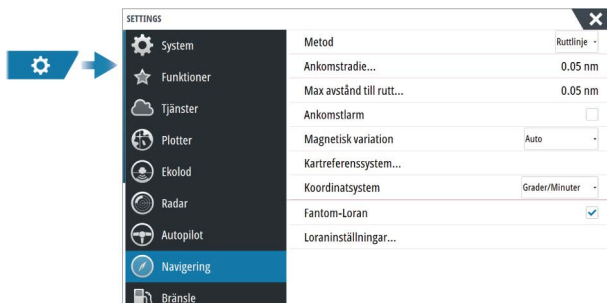 SETTINGS
System
Funktioner
Tjänster
Plotter
Ekolod
Radar
Autopilot
Navigering
Bränsle
Metod Ruttlinje
Ankomstradie... 0.05 nm
Max avstånd till rutt... 0.05 nm
Ankomstlarm
Magnetisk variation Auto
Kartreferenssystem...
Koordinatsystem Grader/Minuter
Fantom-Loran
Loraninställningar...